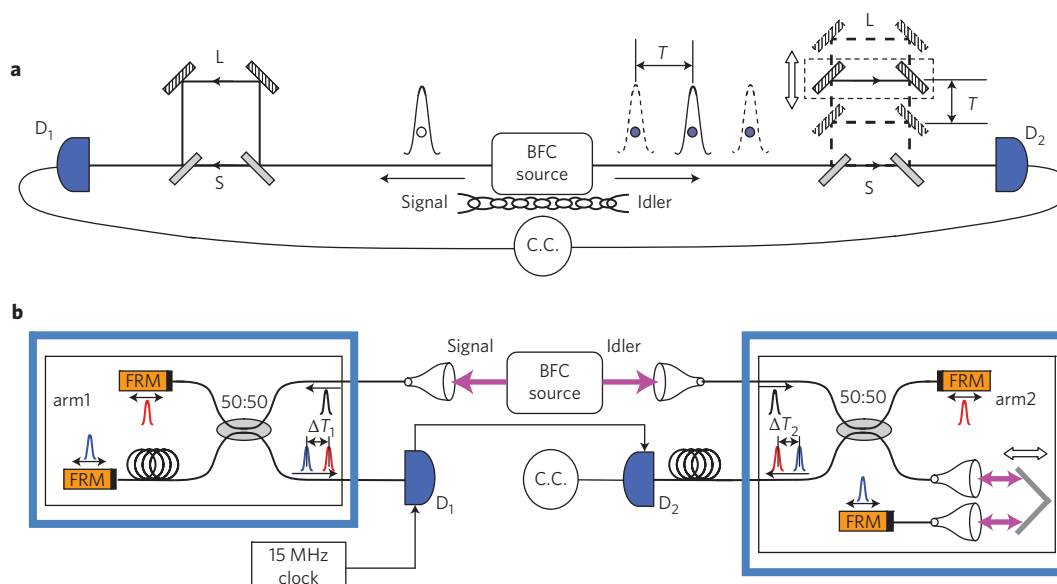 a
L
S
D1
T
BFC source
Signal
Idler
C.C.
L
T
S
D2
b
FRM
arm1
FRM
50:50
ΔT1
Signal
BFC source
Idler
D1
15 MHz clock
C.C.
D2
ΔT2
50:50
FRM
arm2
FRM